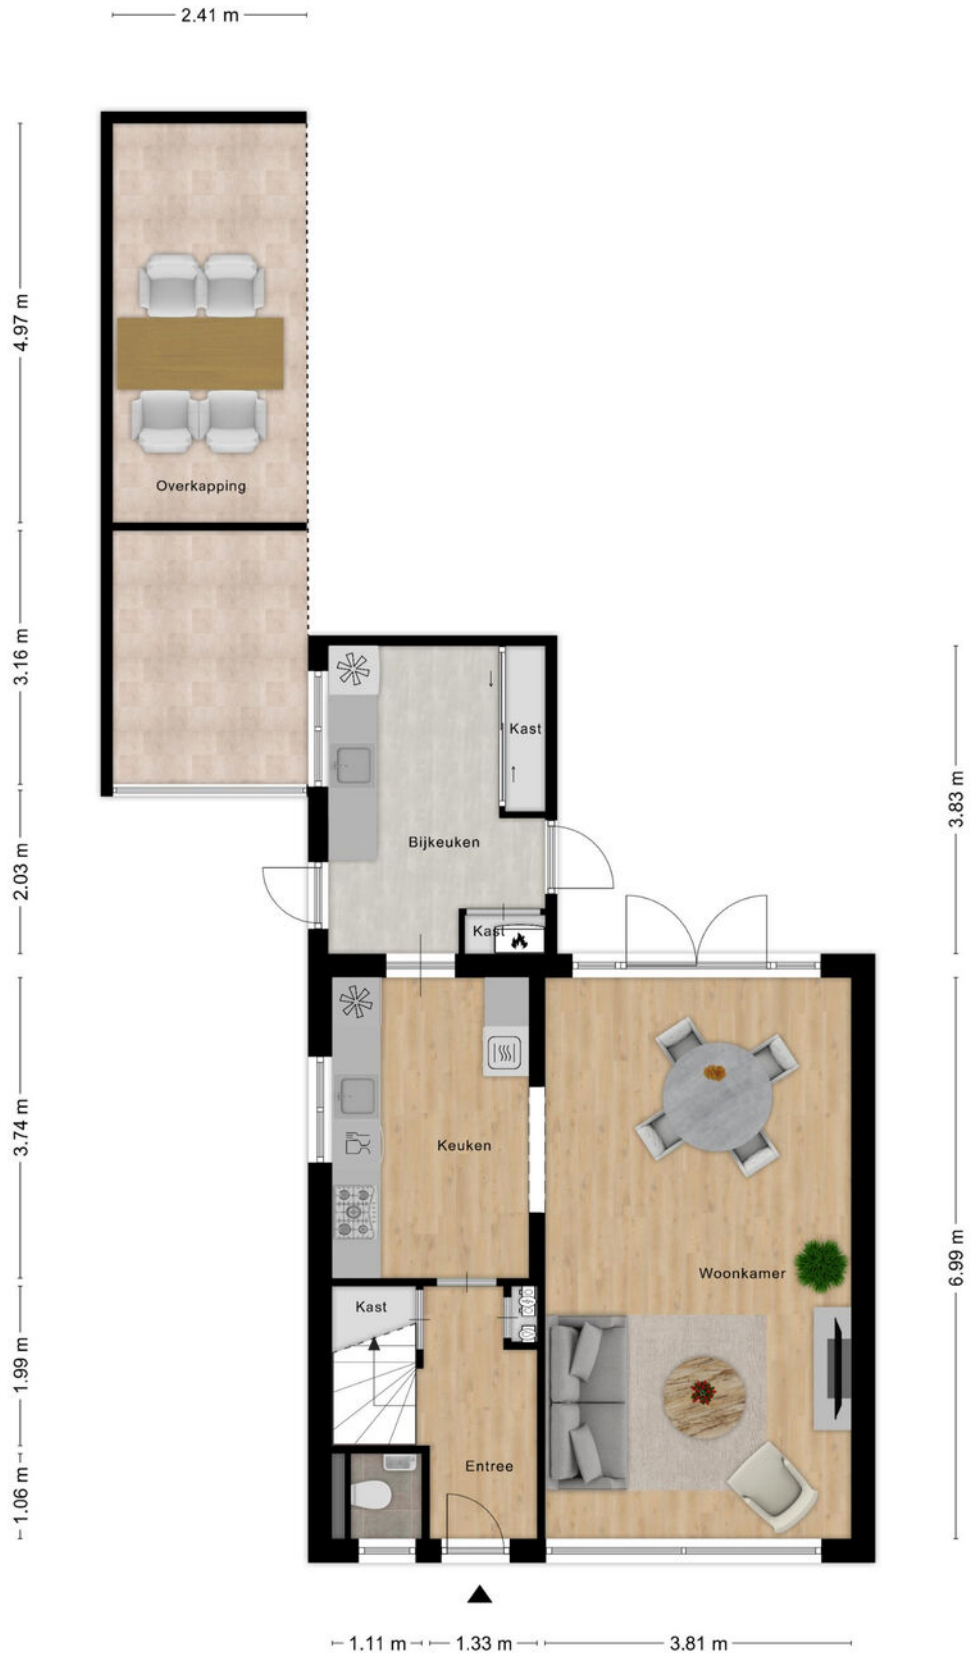 2.41 m
4.97 m
Overkapping
3.16 m
Kast
3.83 m
Bijkeuken
2.03 m
Kast
3.74 m
Keuken
6.99 m
Woonkamer
Kast
1.99 m
Entree
1.06 m
1.11 m
1.33 m
3.81 m